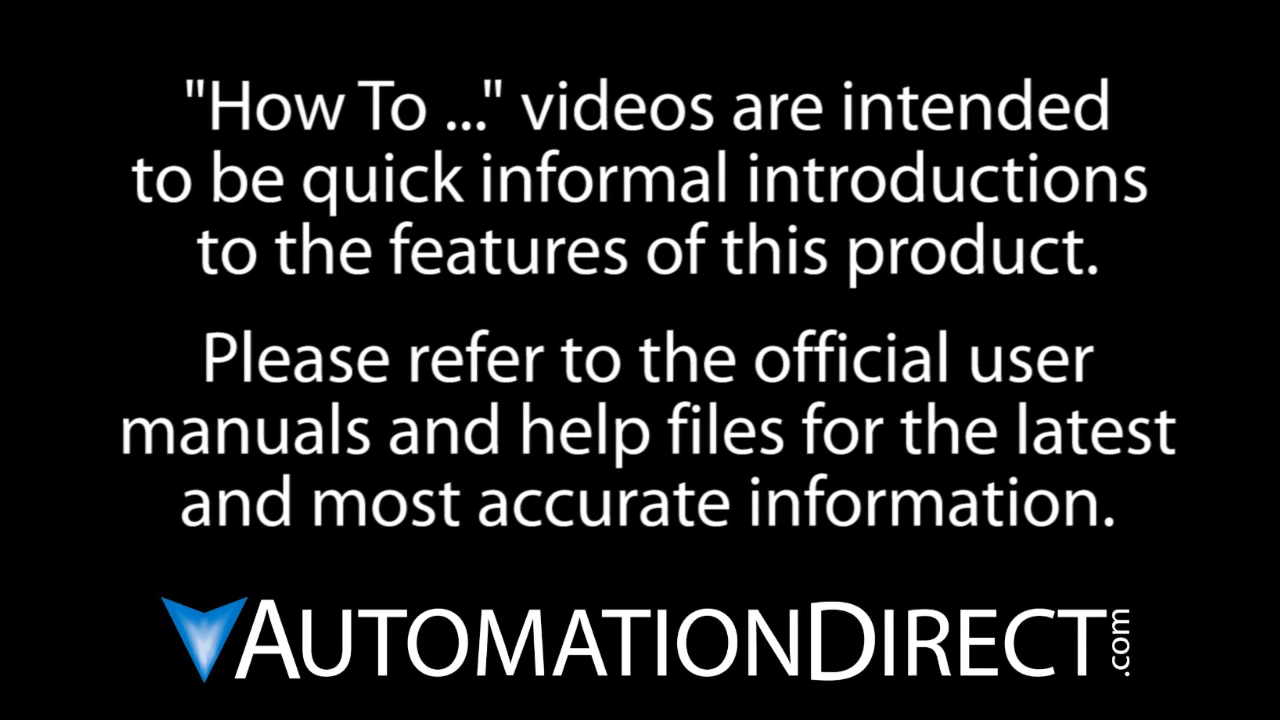 "How To ..." videos are intended
to be quick informal introductions
to the features of this product.
Please refer to the official user
manuals and help files for the latest
and most accurate information.
AUTOMATIONDIRECT.com